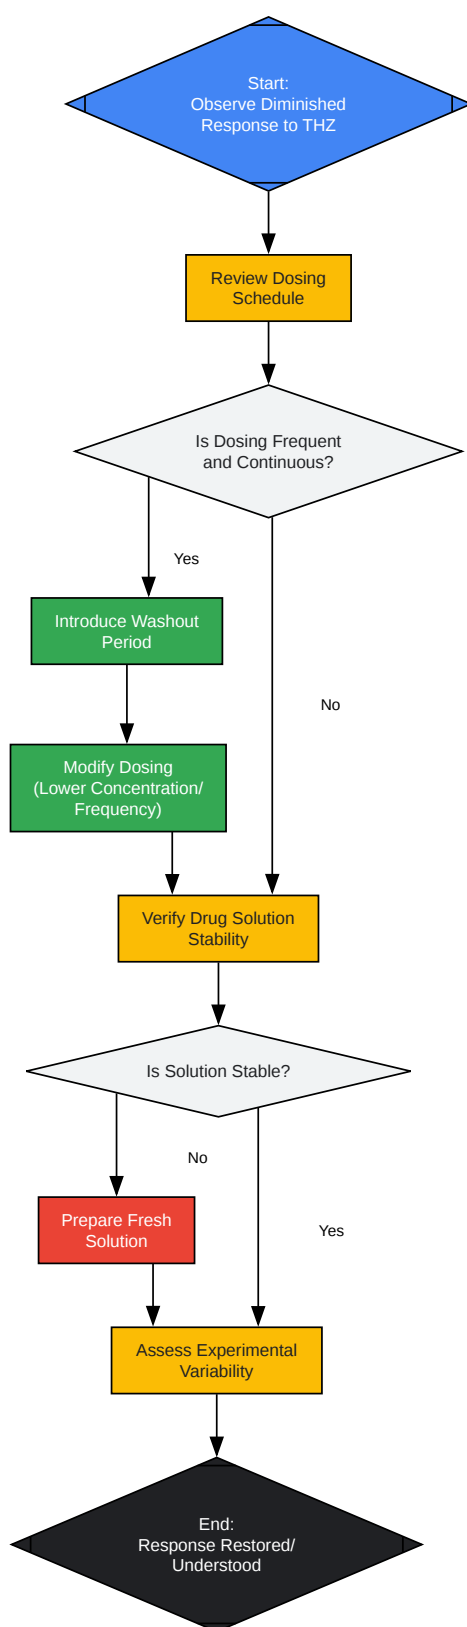 Start:
Observe Diminished
Response to THZ
Review Dosing
Schedule
Is Dosing Frequent
and Continuous?
Yes
Introduce Washout
Period
No
Modify Dosing
(Lower Concentration/
Frequency)
Verify Drug Solution
Stability
Is Solution Stable?
No
Prepare Fresh
Solution
Yes
Assess Experimental
Variability
End:
Response Restored/
Understood